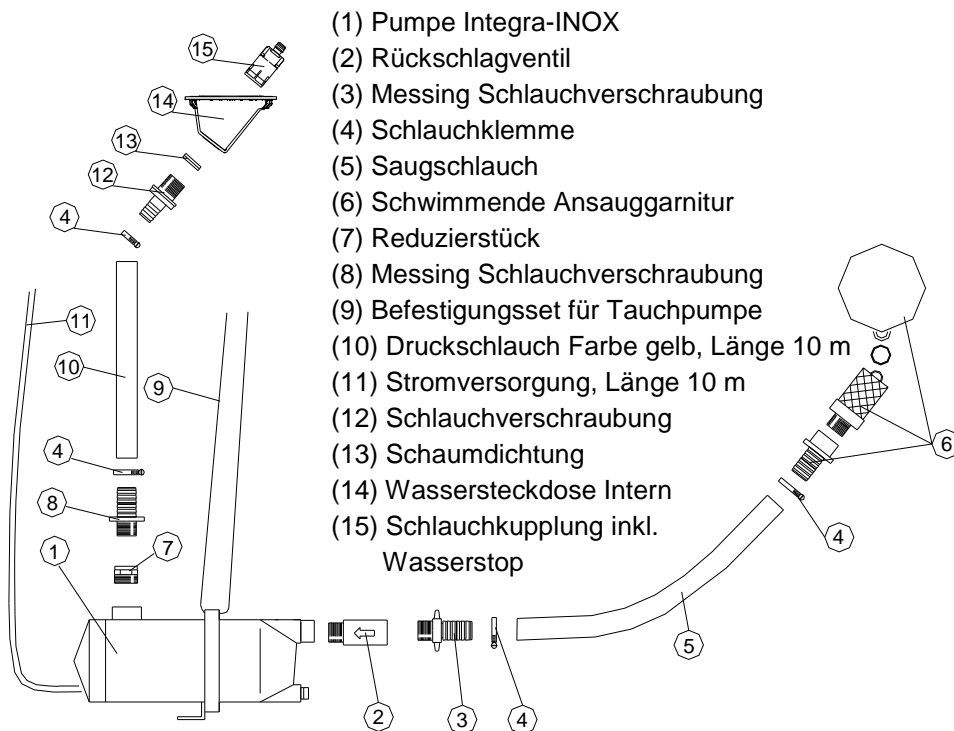 (1) Pumpe Integra-INOX
(2) Rückschlagventil
(3) Messing Schlauchverschraubung
(4) Schlauchklemme
(5) Saugschlauch
(6) Schwimmende Ansauggarnitur
(7) Reduzierstück
(8) Messing Schlauchverschraubung
(9) Befestigungsset für Tauchpumpe
(10) Druckschlauch Farbe gelb, Länge 10 m
(11) Stromversorgung, Länge 10 m
(12) Schlauchverschraubung
(13) Schaumdichtung
(14) Wassersteckdose Intern
(15) Schlauchkupplung inkl.
Wasserstop
15
14
13
12
4
11
10
9
4
8
7
1
6
4
5
2
3
4